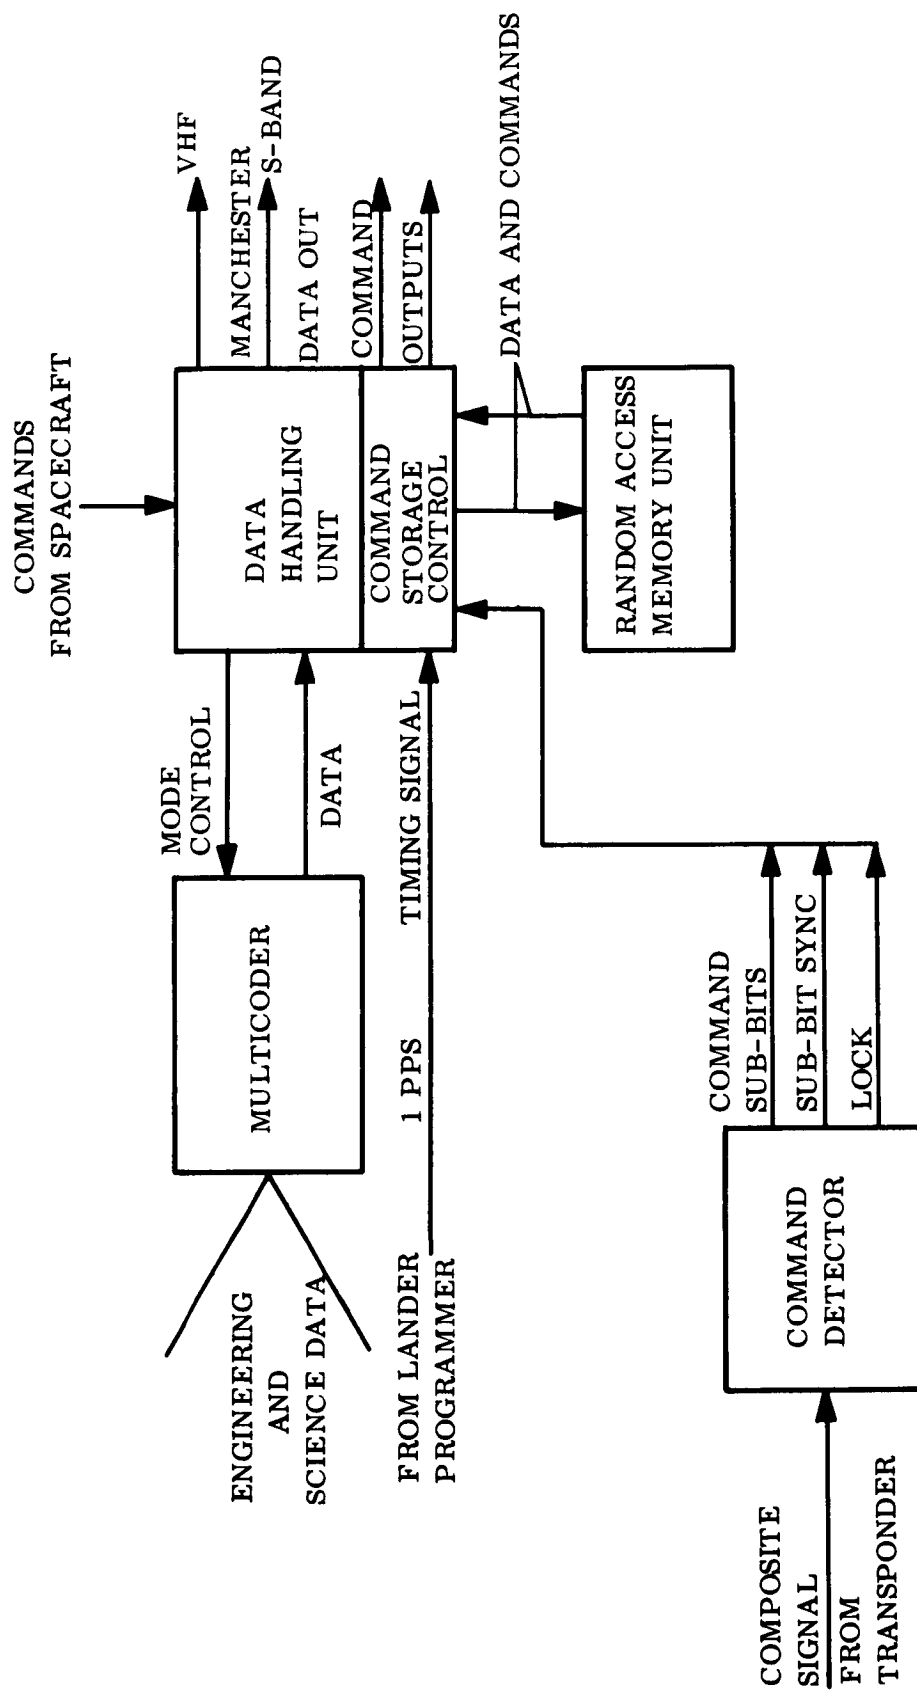 COMMANDS
FROM SPACECRAFT
VHF
MANCHESTER
S-BAND
DATA OUT
COMMAND
OUTPUTS
DATA AND COMMANDS
MODE
CONTROL
DATA
DATA
HANDLING
UNIT
COMMAND
STORAGE
CONTROL
RANDOM ACCESS
MEMORY UNIT
MULTICODER
ENGINEERING
AND
SCIENCE DATA
FROM LANDER
PROGRAMMER
1 PPS
TIMING SIGNAL
COMMAND
SUB-BITS
SUB-BIT SYNC
LOCK
COMMAND
DETECTOR
COMPOSITE
SIGNAL
FROM
TRANSPONDER